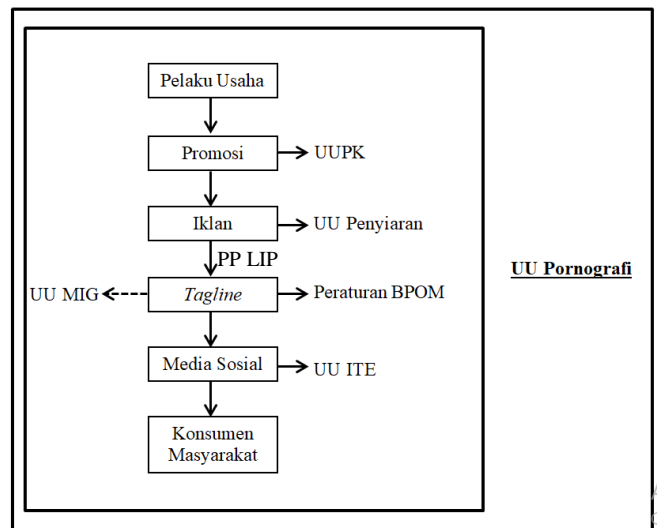 Pelaku Usaha
Promosi
UUPK
Iklan
UU Penyiaran
PP LIP
UU Pornografi
UU MIG
Tagline
Peraturan BPOM
Media Sosial
UU ITE
Konsumen
Masyarakat